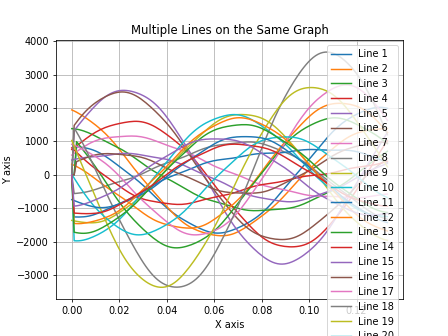 Multiple Lines on the Same Graph
4000
3000
2000
1000
0
−1000
−2000
−3000
Y axis
0.00
0.02
0.04
0.06
0.08
0.10
X axis
Line 1
Line 2
Line 3
Line 4
Line 5
Line 6
Line 7
Line 8
Line 9
Line 10
Line 11
Line 12
Line 13
Line 14
Line 15
Line 16
Line 17
Line 18
Line 19
Line 20